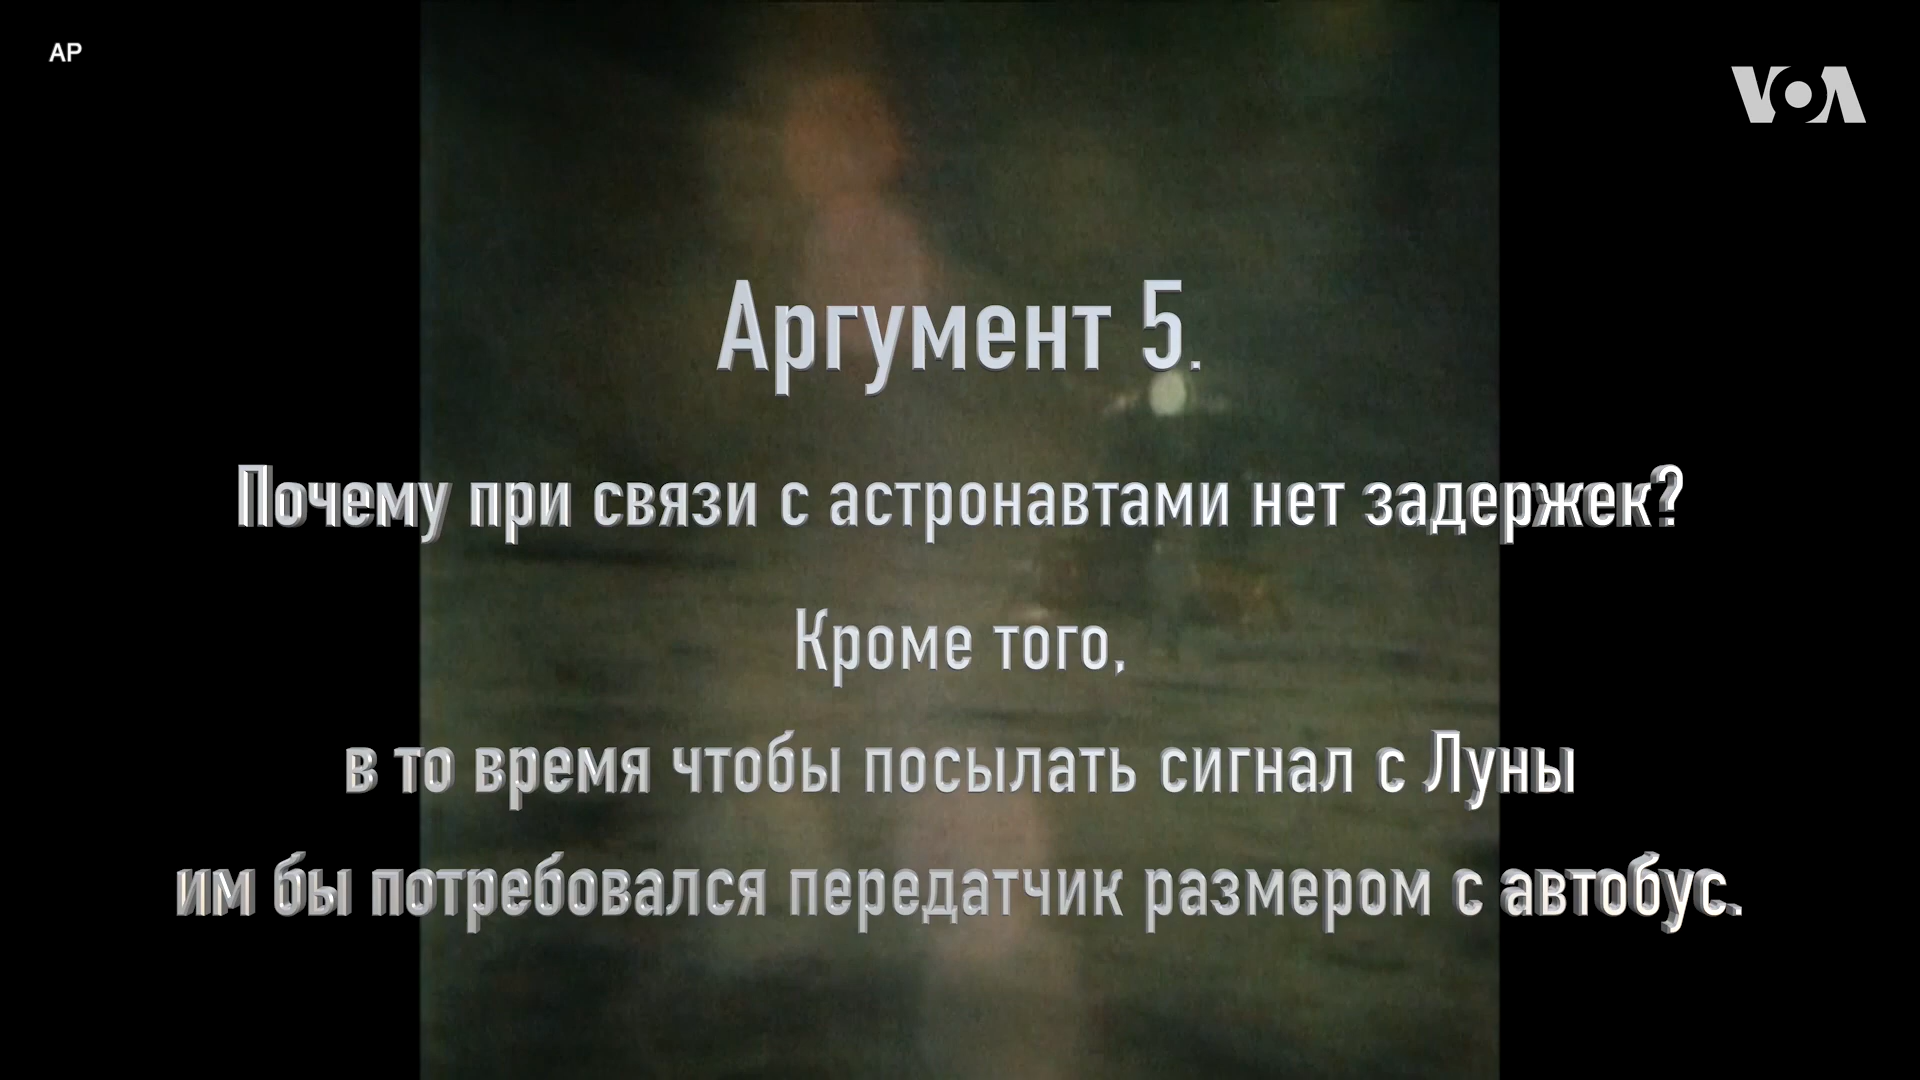 AP
VOA
Аргумент 5.
Почему при связи с астронавтами нет задержек?
Кроме того,
в то время чтобы посылать сигнал с Луны
им бы потребовался передатчик размером с автобус.